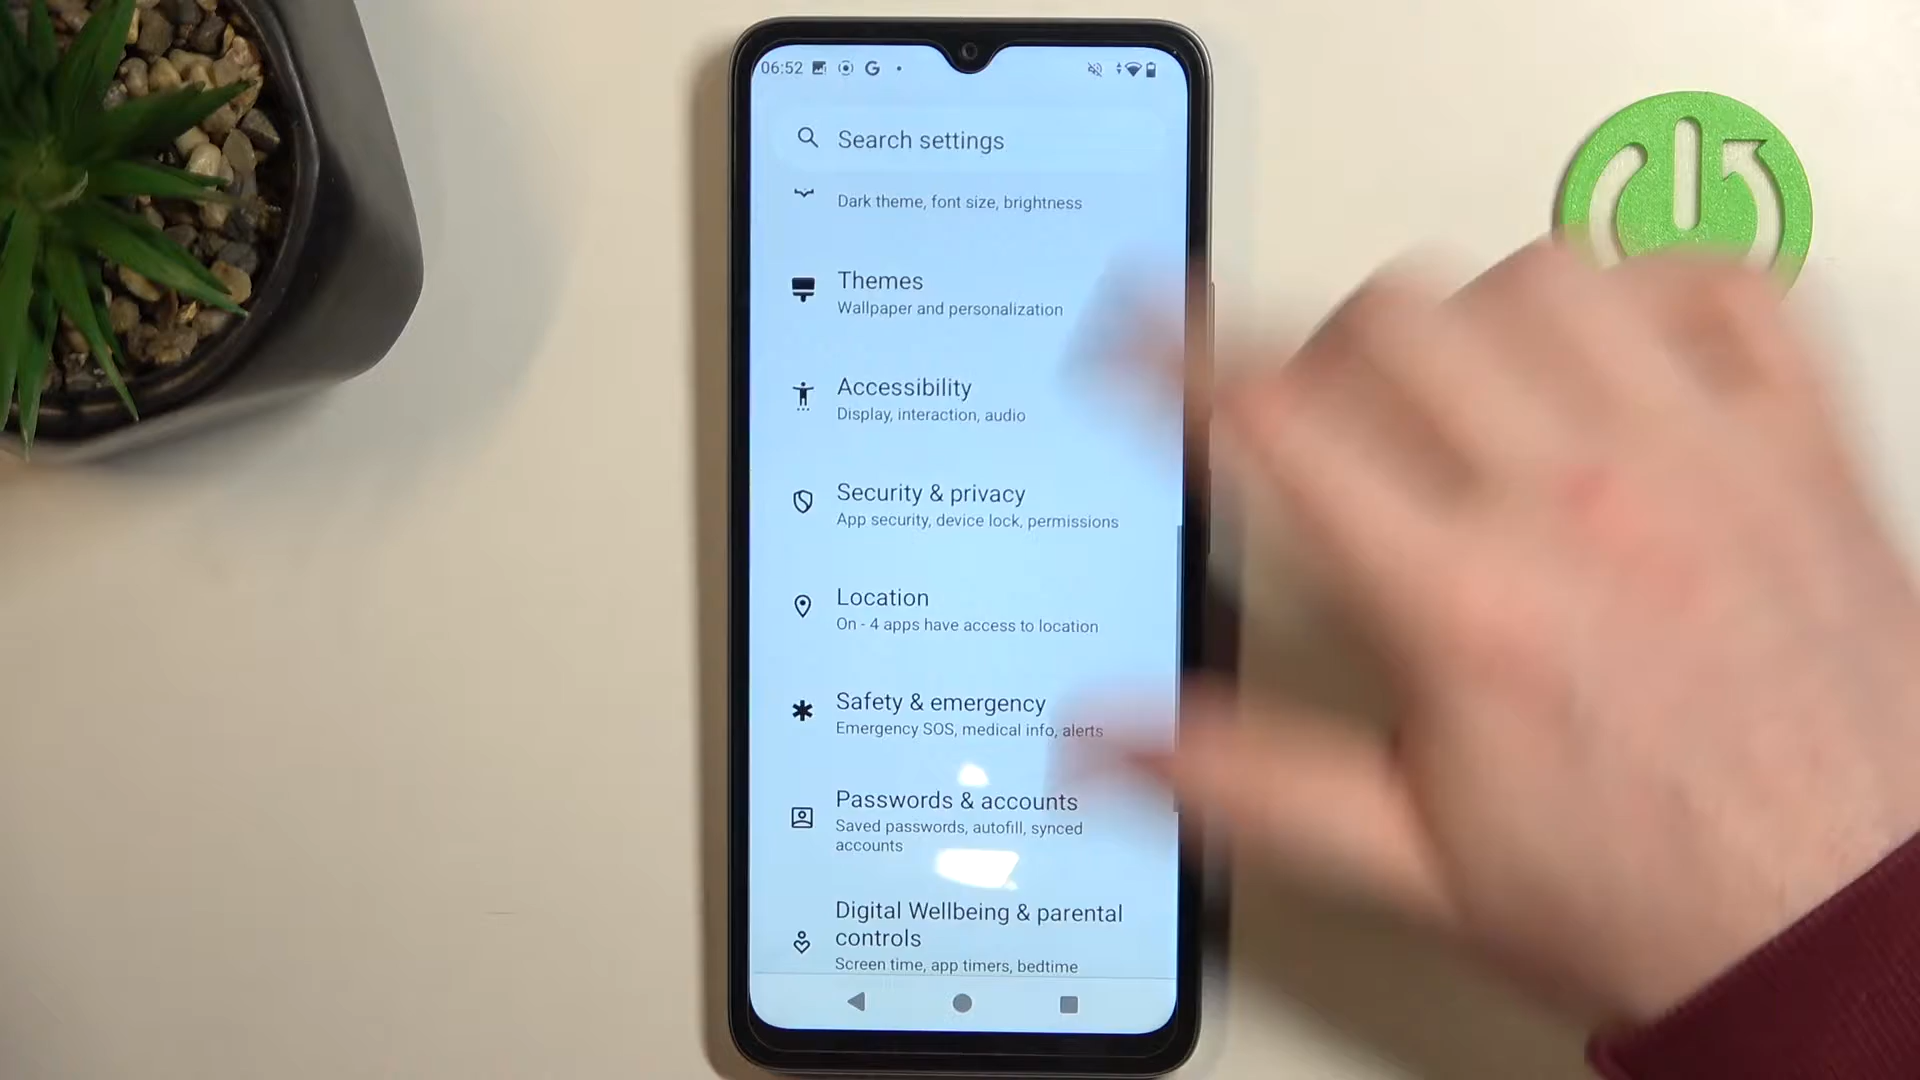 06:52
Search settings
Dark theme, font size, brightness
Themes
Wallpaper and personalization
Accessibility
Display, interaction, audio
Security & privacy
App security, device lock, permissions
Location
On - 4 apps have access to location
Safety & emergency
Emergency SOS, medical info, alerts
Passwords & accounts
Saved passwords, autofill, synced
accounts
Digital Wellbeing & parental
controls
Screen time, app timers, bedtime